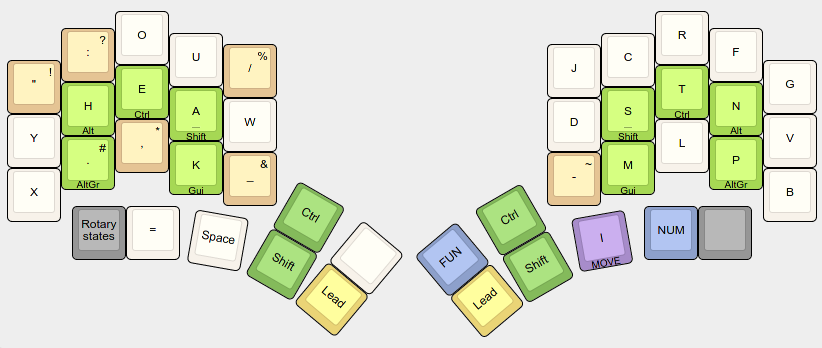 !
"
?
:
O
U
%
/
Y
H
Alt
E
Ctrl
A
Shift
W
X
#
.
AltGr
*
,
K
Gui
&
_
Rotary
states
=
Space
Ctrl
Shift
Lead
J
C
R
F
G
D
S
Shift
T
Ctrl
N
Alt
V
~
-
M
Gui
L
P
AltGr
B
FUN
Ctrl
Lead
Shift
I
MOVE
NUM